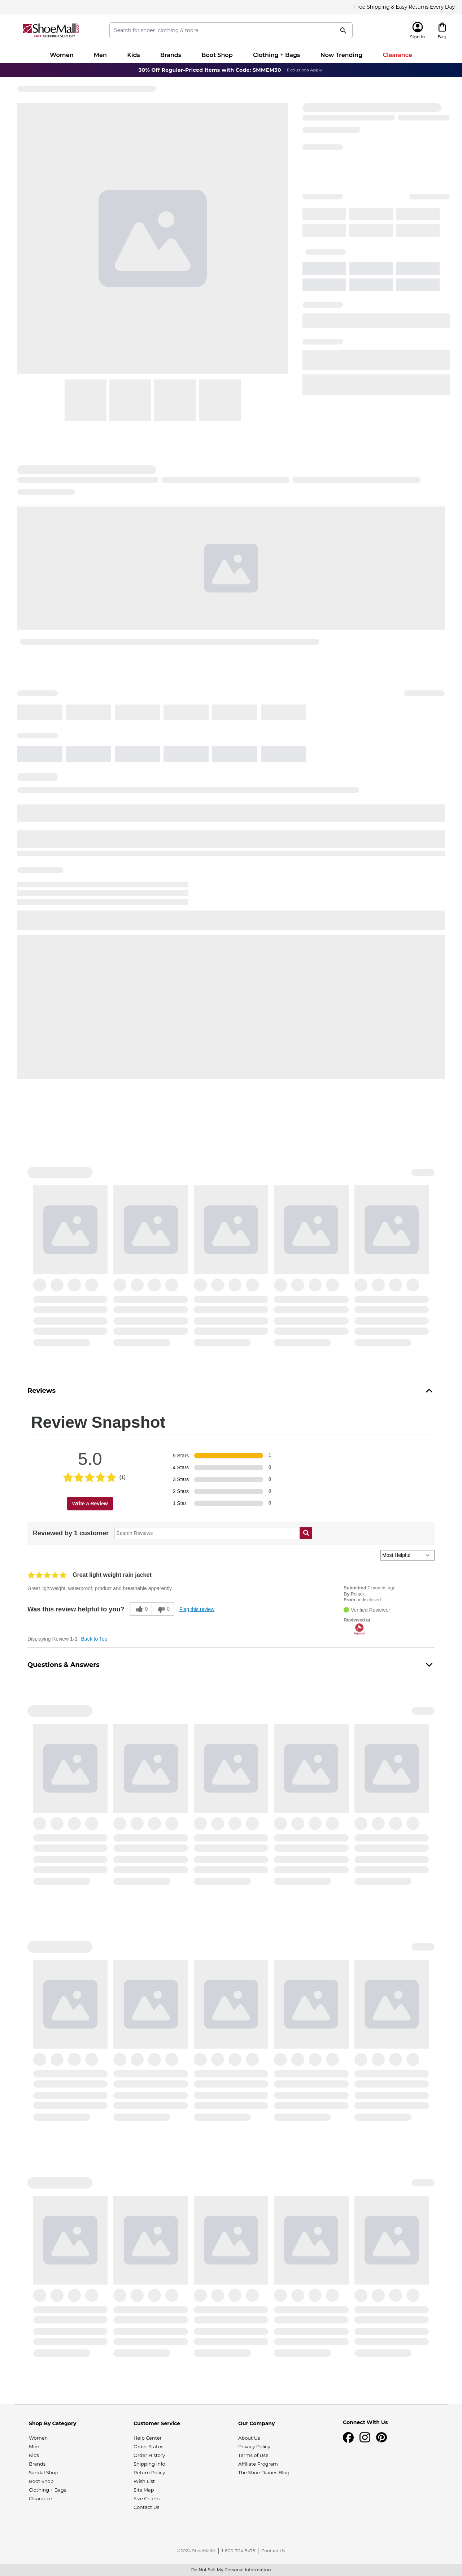 Free Shipping & Easy Returns Every Day
ShoeMall
FREE SHIPPING EVERY DAY
Search for shoes, clothing & more
Sign In
Bag
Women
Men
Kids
Brands
Boot Shop
Clothing + Bags
Now Trending
Clearance
30% Off Regular-Priced Items with Code: SMMEM30 Exclusions Apply
Reviews
Review Snapshot
5.0
(1)
Write a Review
5 Stars 1
4 Stars 0
3 Stars 0
2 Stars 0
1 Star 0
Reviewed by 1 customer
Search Reviews
Most Helpful
Great light weight rain jacket
Great lightweight, waterproof, product and breathable apparently
Was this review helpful to you?
0
0
Flag this review
Submitted 7 months ago
By Polack
From undisclosed
Verified Reviewer
Reviewed at
Displaying Review 1-1 Back to Top
Questions & Answers
Shop By Category
Women
Men
Kids
Brands
Sandal Shop
Boot Shop
Clothing + Bags
Clearance
Customer Service
Help Center
Order Status
Order History
Shipping Info
Return Policy
Wish List
Site Map
Size Charts
Contact Us
Our Company
About Us
Privacy Policy
Terms of Use
Affiliate Program
The Shoe Diaries Blog
Connect With Us
©2024 ShoeMall® | 1-800-704-5478 | Contact Us
Do Not Sell My Personal Information